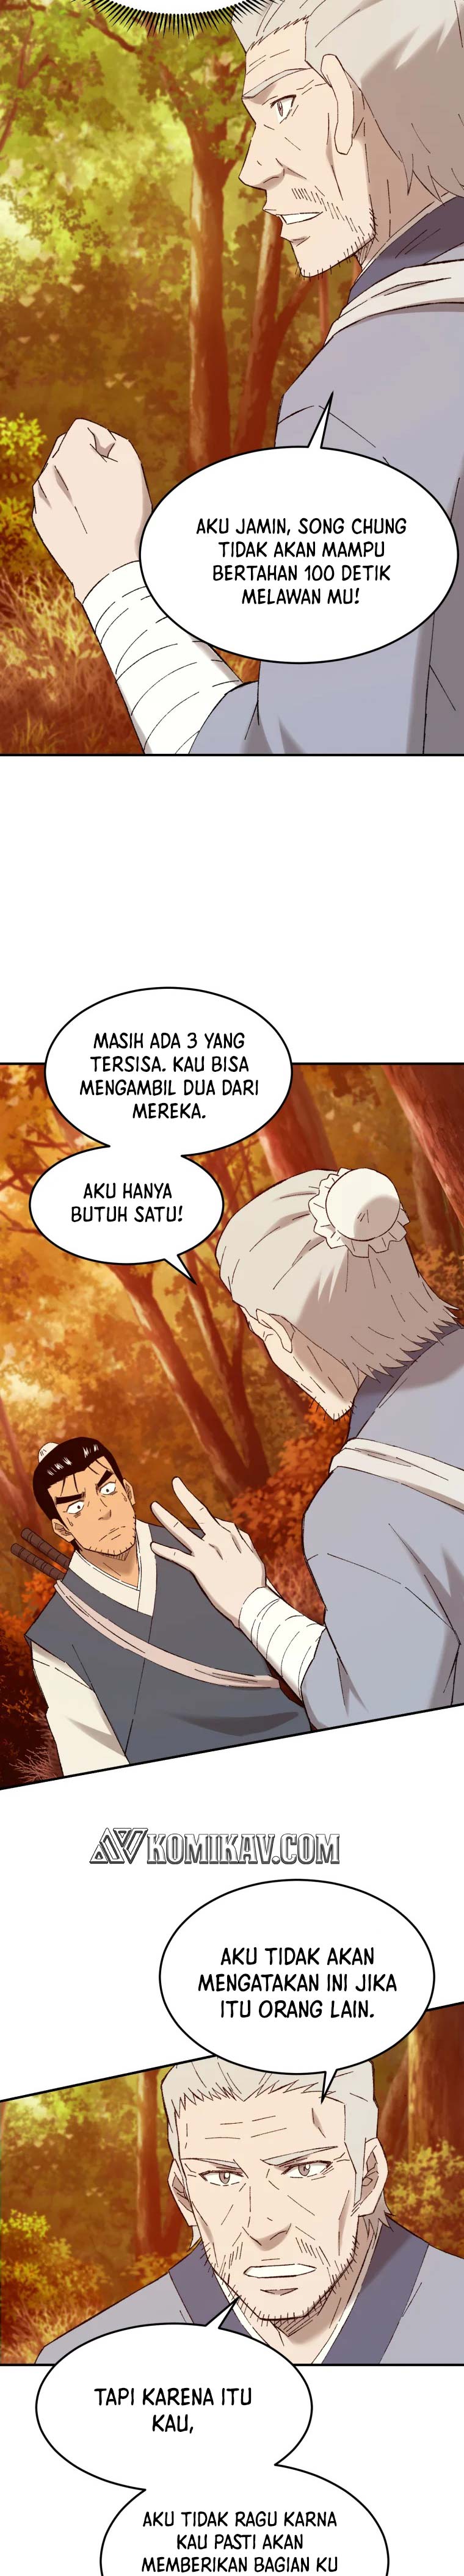 AKU JAMIN, SONG CHUNG
TIDAK AKAN MAMPU
BERTAHAN 100 DETIK
MELAWAN MU!
MASIH ADA 3 YANG
TERSISA. KAU BISA
MENGAMBIL DUA DARI
MEREKA.
AKU HANYA
BUTUH SATU!
KOMIKAV.COM
AKU TIDAK AKAN
MENGATAKAN INI JIKA
ITU ORANG LAIN.
TAPI KARENA ITU
KAU,
AKU TIDAK RAGU KARNA
KAU PASTI AKAN
MEMBERIKAN BAGIAN KU